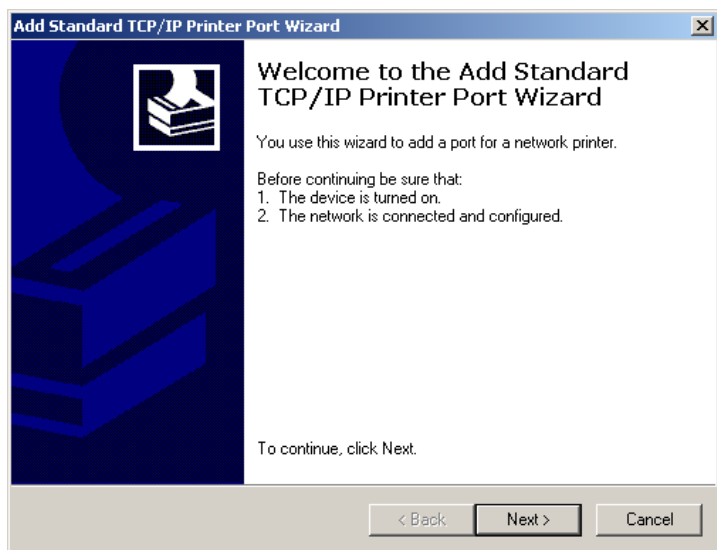 Add Standard TCP/IP Printer Port Wizard
Welcome to the Add Standard
TCP/IP Printer Port Wizard
You use this wizard to add a port for a network printer.
Before continuing be sure that:
1. The device is turned on.
2. The network is connected and configured.
To continue, click Next.
< Back
Next >
Cancel